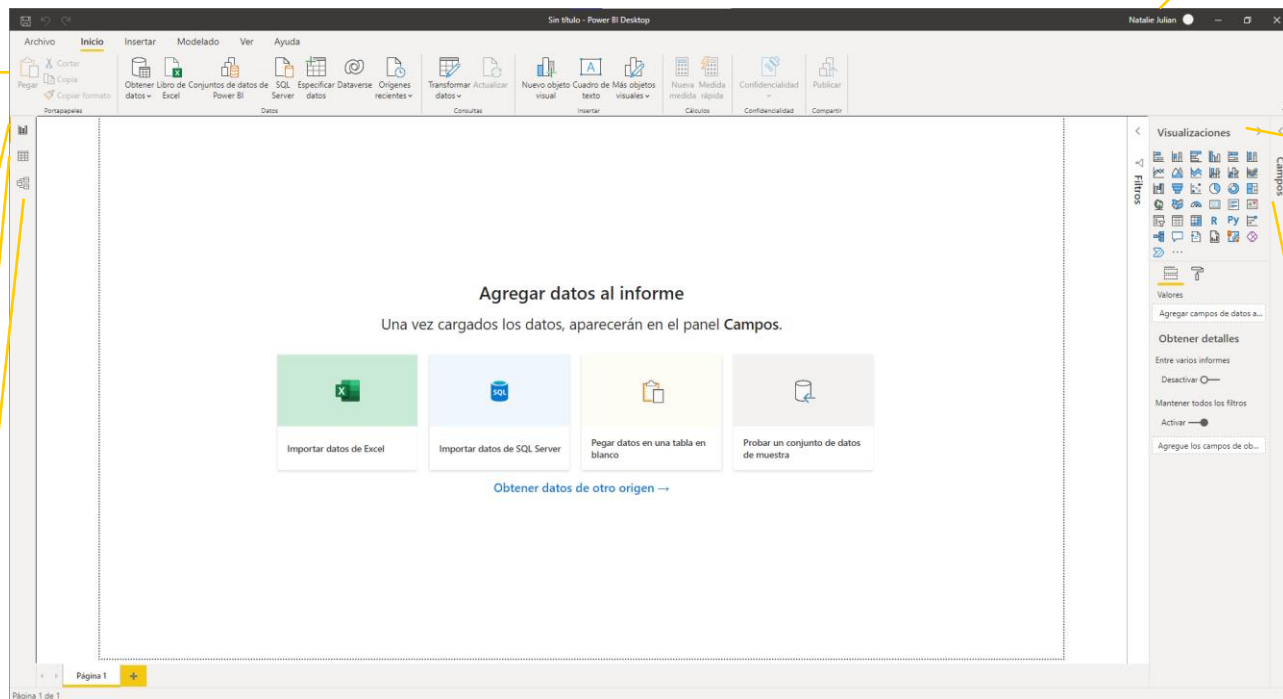 Sin título - Power BI Desktop
Natalie Julian
Archivo Inicio Insertar Modelado Ver Ayuda
Pegar
Cortar
Copia
Copiar formato
Portapapeles
Obtener datos
Libro de Excel
Conjuntos de datos de Power BI
SQL Server
Especificar datos
Dataverse
Orígenes recientes
Datos
Transformar datos
Actualizar
Consultas
Nuevo objeto visual
Cuadro de texto
Más objetos visuales
Insertar
Nueva medida
Medida rápida
Cálculos
Confidencialidad
Confidencialidad
Publicar
Compartir
Agregar datos al informe
Una vez cargados los datos, aparecerán en el panel Campos.
Importar datos de Excel
SQL
Importar datos de SQL Server
Pegar datos en una tabla en
blanco
Probar un conjunto de datos
de muestra
Obtener datos de otro origen →
Filtros
Visualizaciones
R Py
Valores
Agregar campos de datos a...
Obtener detalles
Entre varios informes
Desactivar
Mantener todos los filtros
Activar
Agregue los campos de ob...
Campos
Página 1
Página 1 de 1